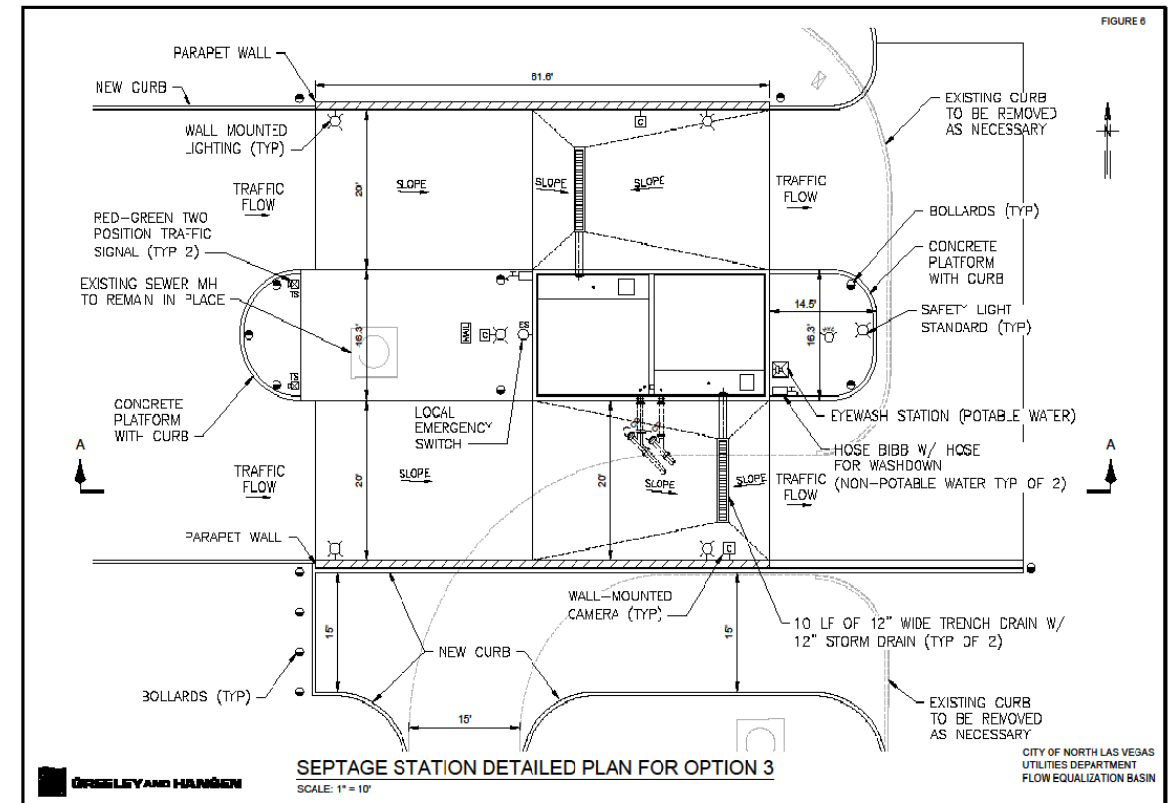 FIGURE 6
PARAPET WALL
61.6'
NEW CURB
EXISTING CURB
TO BE REMOVED
AS NECESSARY
N
WALL MOUNTED
LIGHTING (TYP)
C
TRAFFIC
FLOW
20'
SLOPE
SLOPE
SLOPE
TRAFFIC
FLOW
BOLLARDS (TYP)
RED-GREEN TWO
POSITION TRAFFIC
SIGNAL (TYP 2)
TS
CONCRETE
PLATFORM
WITH CURB
EXISTING SEWER MH
TO REMAIN IN PLACE
14.5'
SAFETY LIGHT
STANDARD (TYP)
16.3'
MAIL
C
ES
16.3'
TS
CONCRETE
PLATFORM
WITH CURB
LOCAL
EMERGENCY
SWITCH
EYEWASH STATION (POTABLE WATER)
HOSE BIBB W/ HOSE
FOR WASHDOWN
(NON-POTABLE WATER TYP OF 2)
A
A
TRAFFIC
FLOW
20'
SLOPE
20'
SLOPE
SLOPE
TRAFFIC
FLOW
PARAPET WALL
C
WALL-MOUNTED
CAMERA (TYP)
15'
15'
10 LF OF 12" WIDE TRENCH DRAIN W/
12" STORM DRAIN (TYP OF 2)
NEW CURB
BOLLARDS (TYP)
15'
EXISTING CURB
TO BE REMOVED
AS NECESSARY
GREELEY AND HANSEN
SEPTAGE STATION DETAILED PLAN FOR OPTION 3
SCALE: 1" = 10'
CITY OF NORTH LAS VEGAS
UTILITIES DEPARTMENT
FLOW EQUALIZATION BASIN